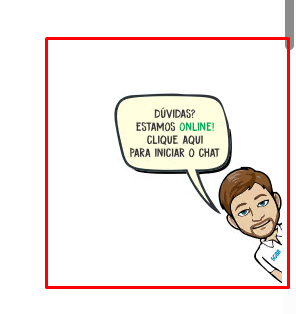 DÚVIDAS?
ESTAMOS ONLINE!
CLIQUE AQUI
PARA INICIAR O CHAT